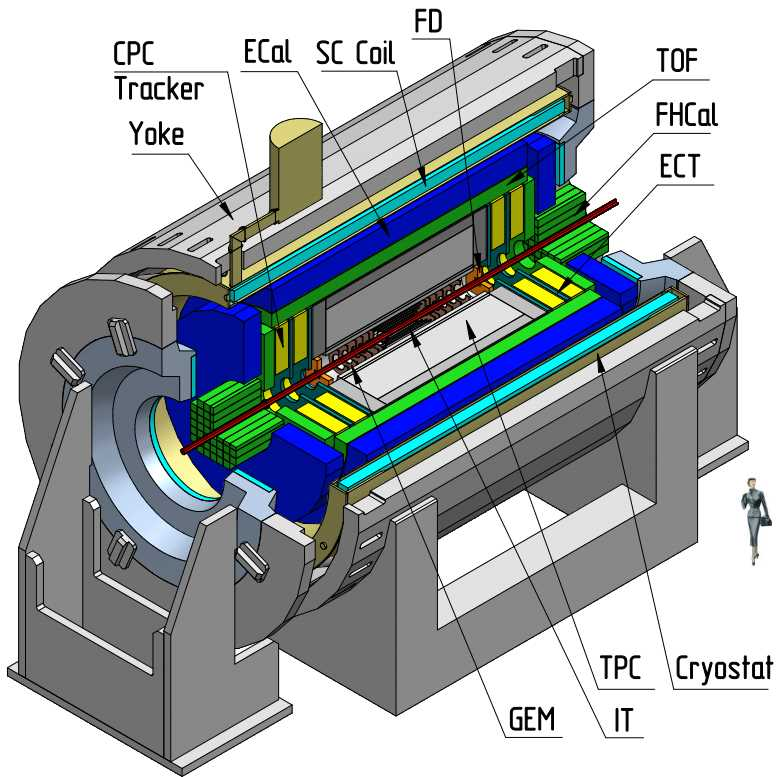 FD
CPC
Tracker
ECal
SC Coil
TOF
Yoke
FHCal
ECT
TPC
Cryostat
GEM
IT